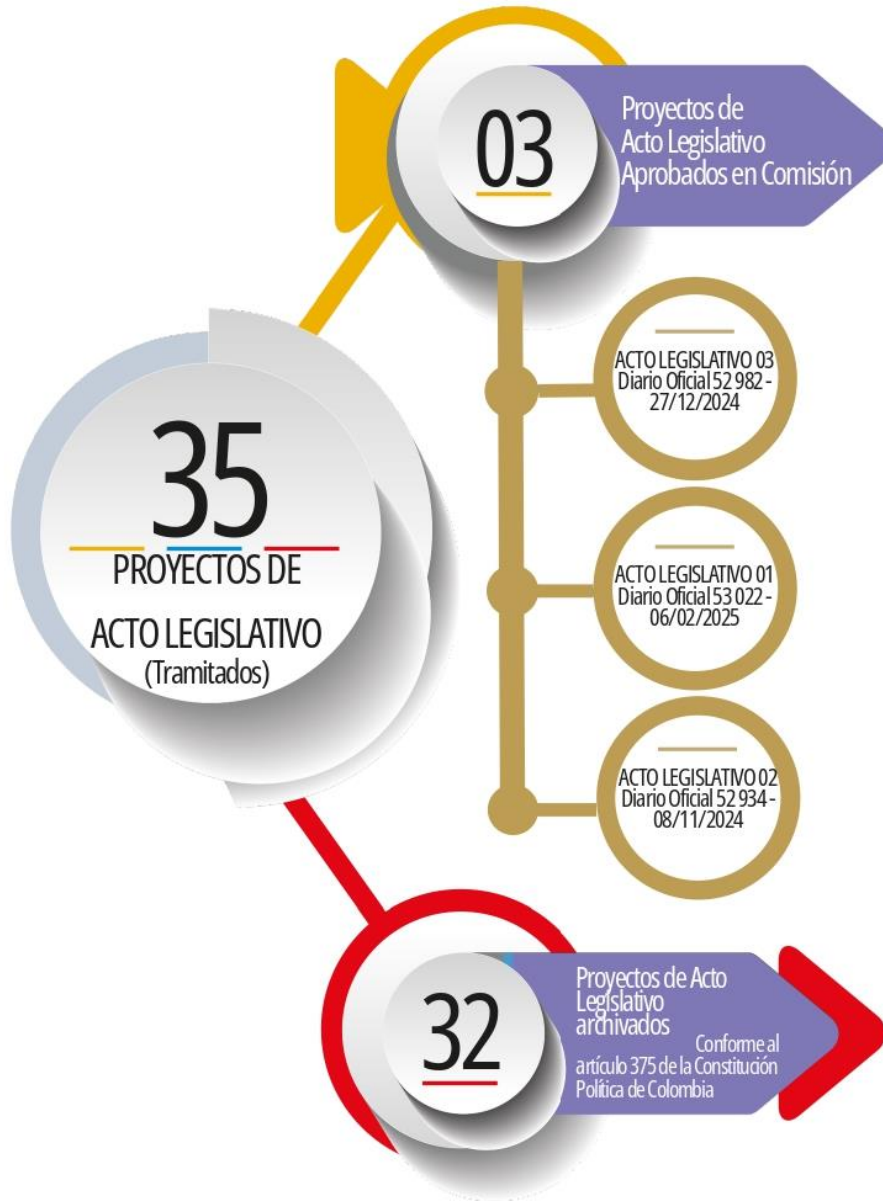 03
Proyectos de
Acto Legislativo
Aprobados en Comisión
ACTO LEGISLATIVO 03
Diario Oficial 52 982 -
27/12/2024
35
PROYECTOS DE
ACTO LEGISLATIVO
(Tramitados)
ACTO LEGISLATIVO 01
Diario Oficial 53 022 -
06/02/2025
ACTO LEGISLATIVO 02
Diario Oficial 52 934 -
08/11/2024
32
Proyectos de Acto
Legislativo
archivados
Conforme al
artículo 375 de la Constitución
Política de Colombia